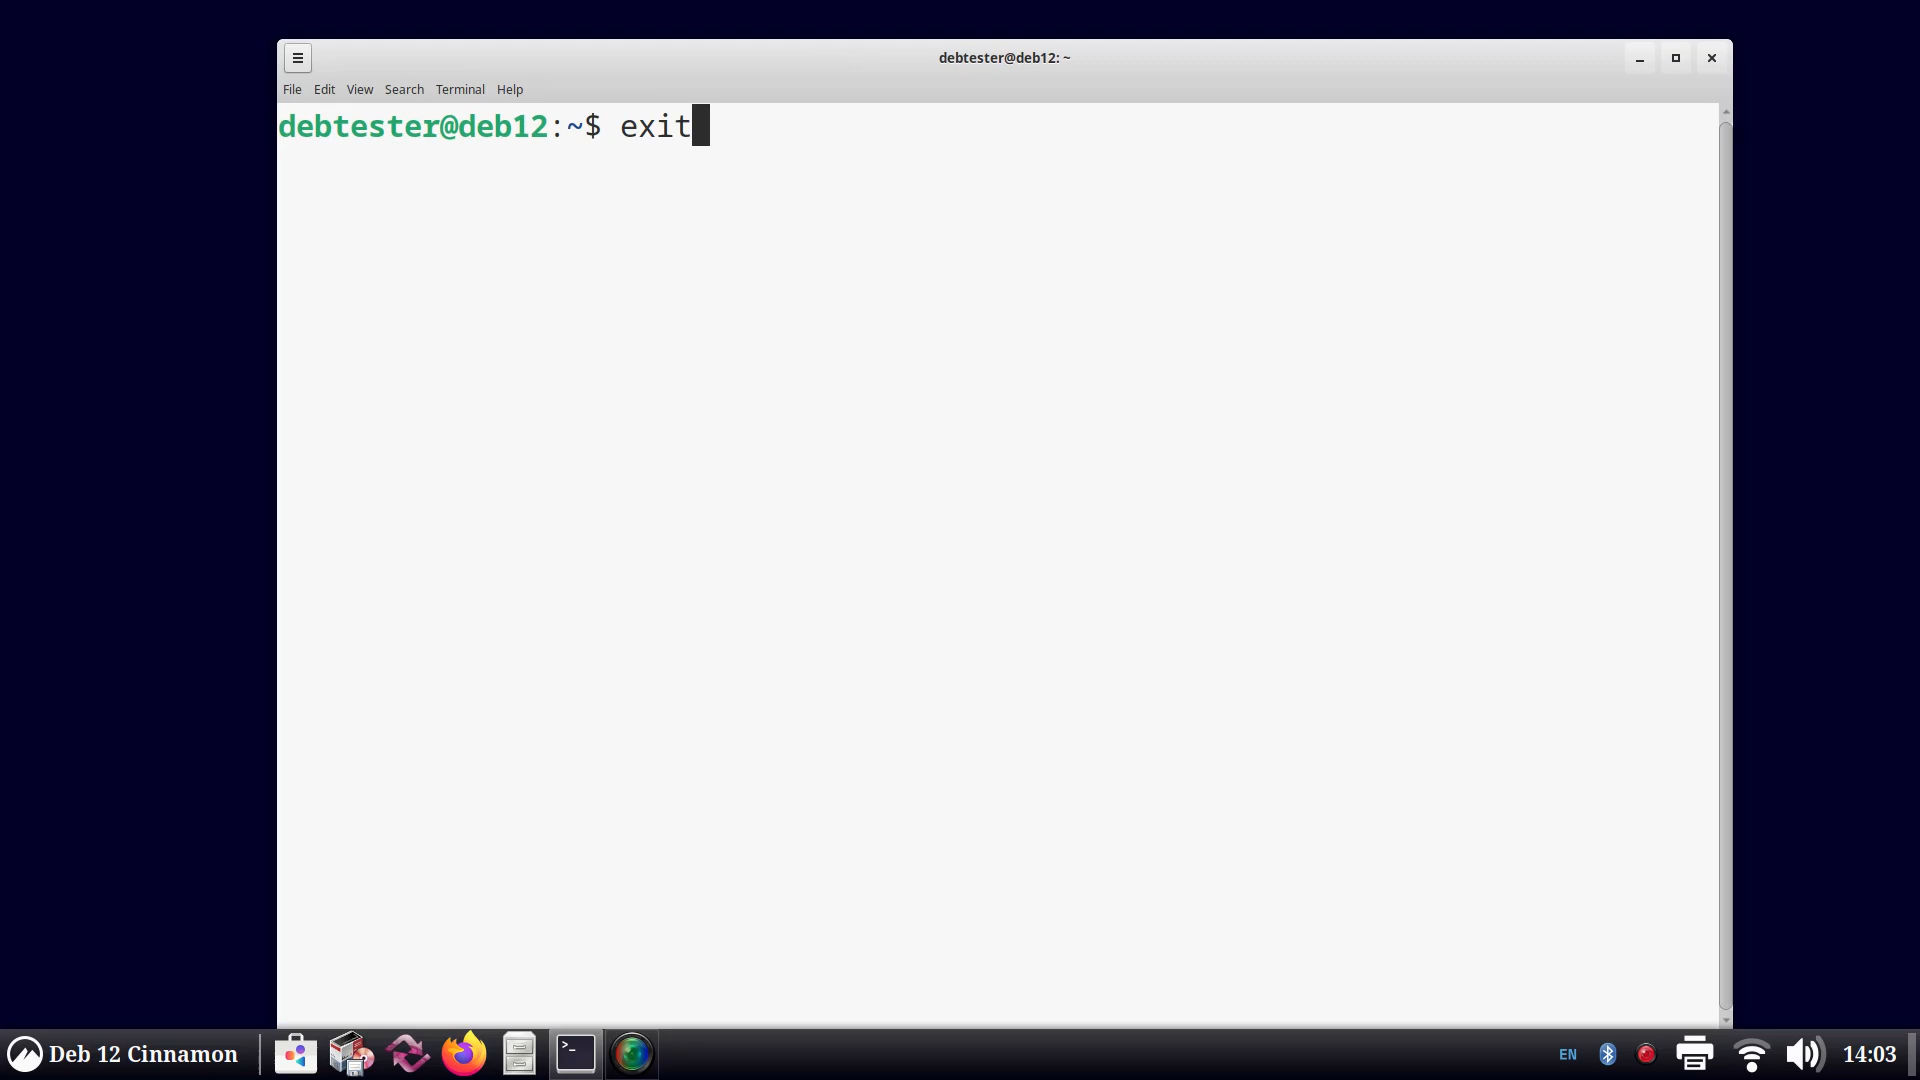 debtester@deb12: ~
File Edit View Search Terminal Help
debtester@deb12:~$ exit
Deb 12 Cinnamon
>_
EN
14:03